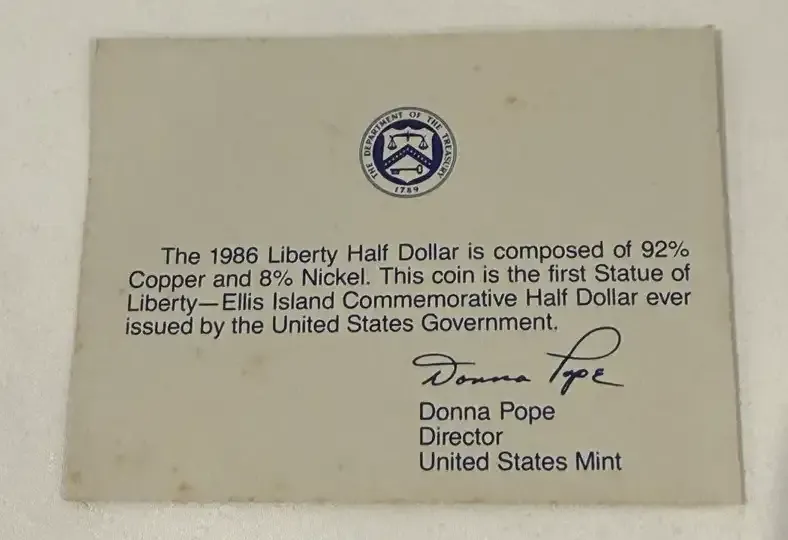 THE DEPARTMENT OF THE TREASURY
1789
The 1986 Liberty Half Dollar is composed of 92%
Copper and 8% Nickel. This coin is the first Statue of
Liberty—Ellis Island Commemorative Half Dollar ever
issued by the United States Government.
Donna Pope
Donna Pope
Director
United States Mint